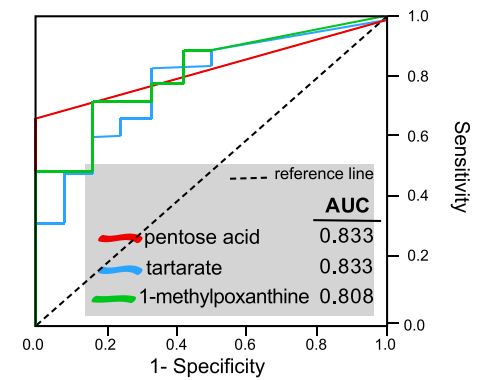 1.0
0.8
0.6
0.4
0.2
0.0
Sensitivity
reference line
AUC
pentose acid 0.833
tartarate 0.833
1-methylpoxanthine 0.808
0.0 0.2 0.4 0.6 0.8 1.0
1- Specificity